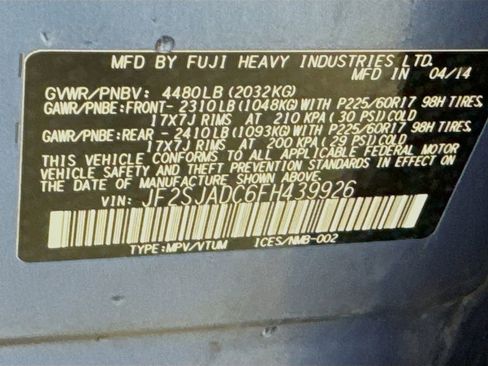 MFD BY FUJI HEAVY INDUSTRIES LTD.
MFD IN 04/14
GVWR/PNBV: 4480LB(2032KG)
GAWR/PNBE:FRONT- 2310LB(1048KG)WITH P225/60R17 98H TIRES,
17X7J RIMS AT 210 KPA(30 PSI)COLD
GAWR/PNBE:REAR - 2410LB(1093KG)WITH P225/60R17 98H TIRES,
17X7J RIMS AT 200 KPA(29 PSI)COLD
THIS VEHICLE CONFORMS TO ALL APPLICABLE FEDERAL MOTOR
VEHICLE SAFETY AND THEFT PREVENTION STANDARDS IN EFFECT ON
THE DATE OF MANUFACTURE SHOWN ABOVE.
VIN: JF2SJADC6FH439926
TYPE:MPV/VTUM ICES/NMB-002